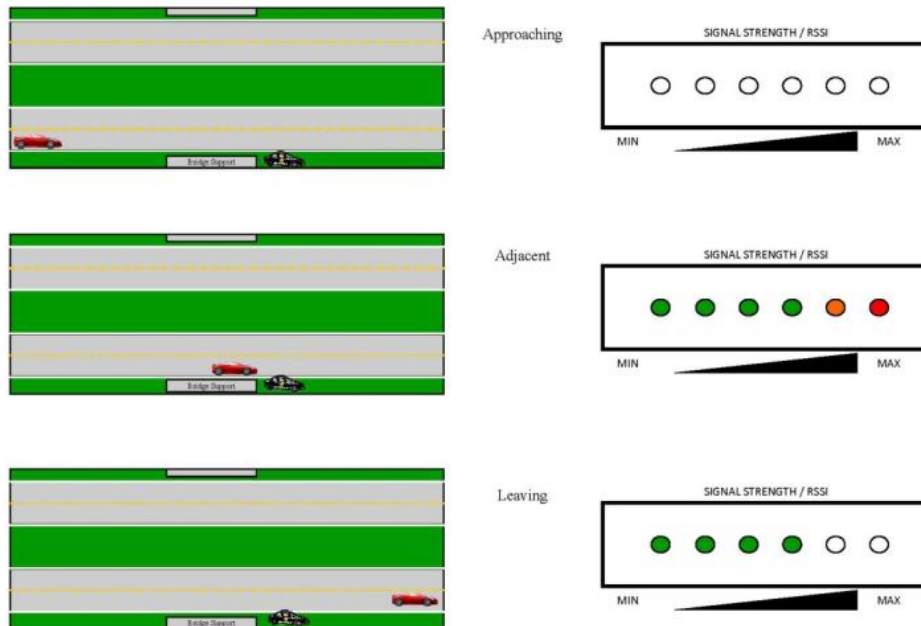 Approaching
SIGNAL STRENGTH / RSSI
MIN
MAX
Bridge Support
Adjacent
SIGNAL STRENGTH / RSSI
MIN
MAX
Bridge Support
Leaving
SIGNAL STRENGTH / RSSI
MIN
MAX
Bridge Support